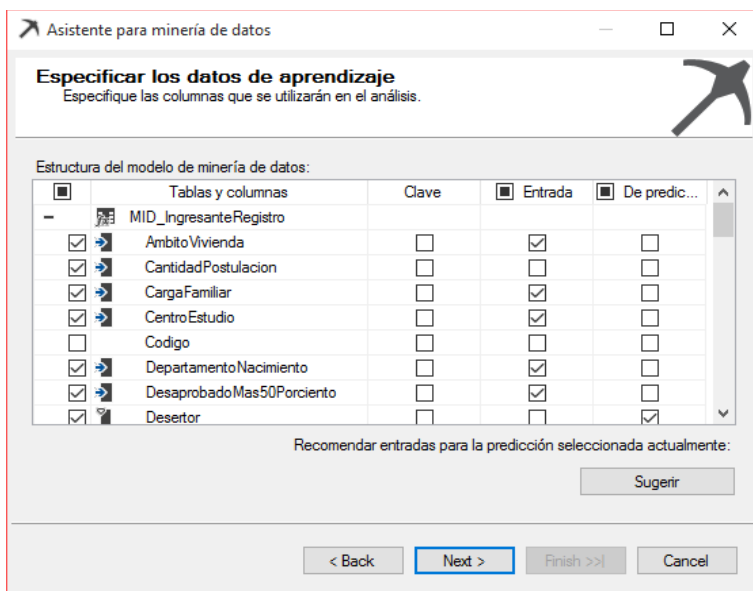 Asistente para minería de datos
Especificar los datos de aprendizaje
Especifique las columnas que se utilizarán en el análisis.
Estructura del modelo de minería de datos:
Tablas y columnas Clave Entrada De predic...
MID_IngresanteRegistro
AmbitoVivienda
CantidadPostulacion
CargaFamiliar
CentroEstudio
Codigo
DepartamentoNacimiento
DesaprobadoMas50Porciento
Desertor
Recomendar entradas para la predicción seleccionada actualmente:
Sugerir
< Back Next > Finish >>| Cancel